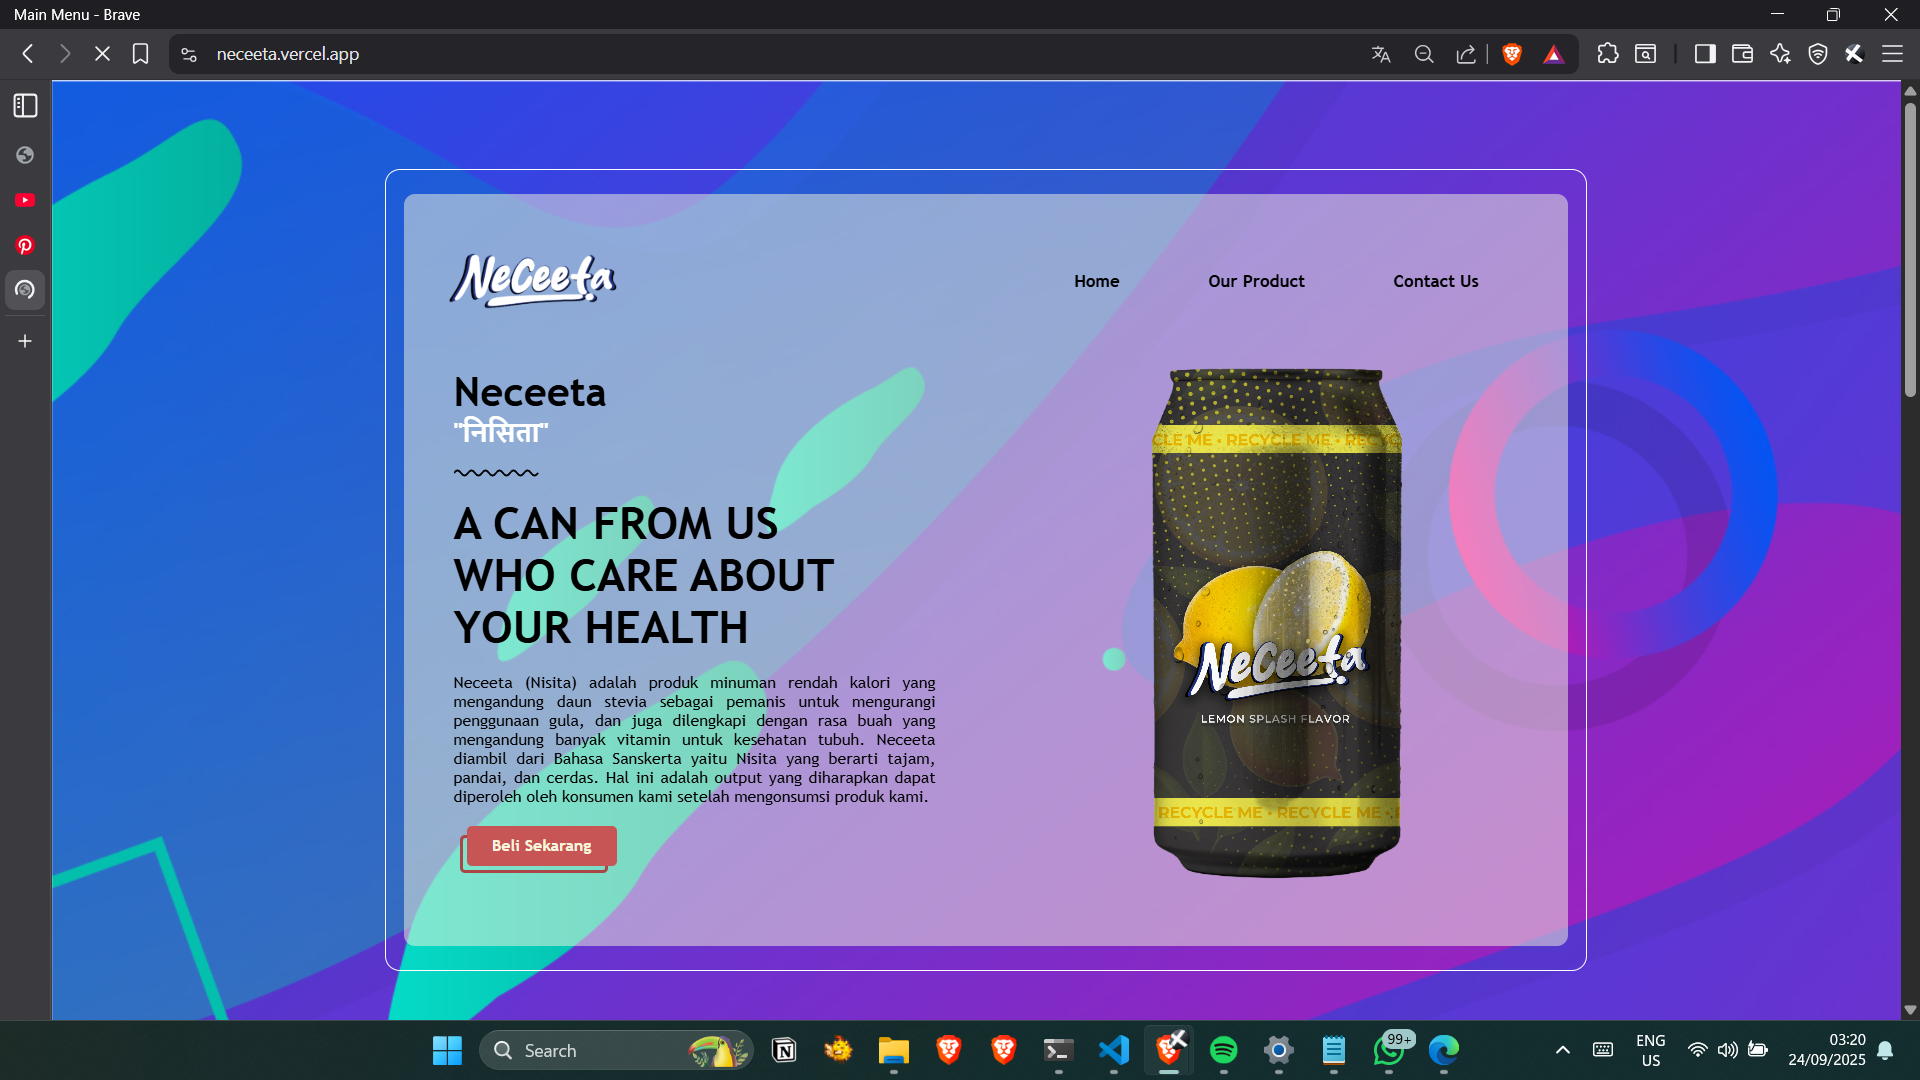 Main Menu - Brave
neceeta.vercel.app
NeCeeta
Home
Our Product
Contact Us
Neceeta
"निसिता"
A CAN FROM US
WHO CARE ABOUT
YOUR HEALTH
Neceeta (Nisita) adalah produk minuman rendah kalori yang
mengandung daun stevia sebagai pemanis untuk mengurangi
penggunaan gula, dan juga dilengkapi dengan rasa buah yang
mengandung banyak vitamin untuk kesehatan tubuh. Neceeta
diambil dari Bahasa Sanskerta yaitu Nisita yang berarti tajam,
pandai, dan cerdas. Hal ini adalah output yang diharapkan dapat
diperoleh oleh konsumen kami setelah mengonsumsi produk kami.
Beli Sekarang
CLE ME • RECYCLE ME • RECYC
NeCeeta
LEMON SPLASH FLAVOR
RECYCLE ME • RECYCLE ME •
Search
99+
ENG
US
03:20
24/09/2025